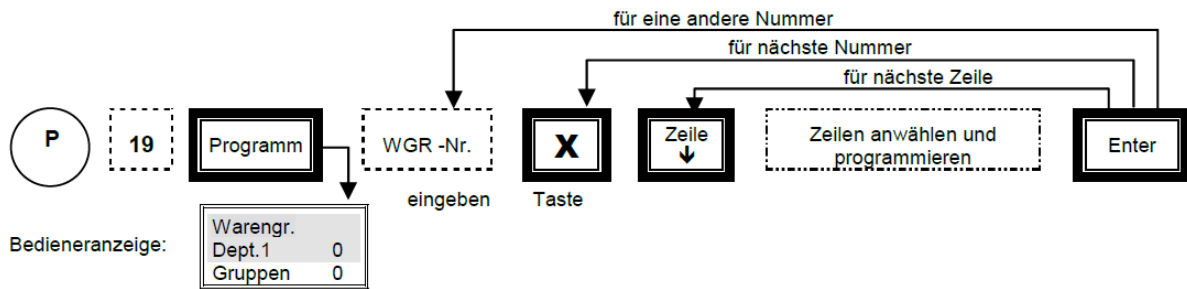 für eine andere Nummer
für nächste Nummer
für nächste Zeile
P
19
Programm
WGR -Nr.
X
Zeile
Zeilen anwählen und
programmieren
Enter
eingeben
Taste
Bedieneranzeige:
Warengr.
Dept.1 0
Gruppen 0